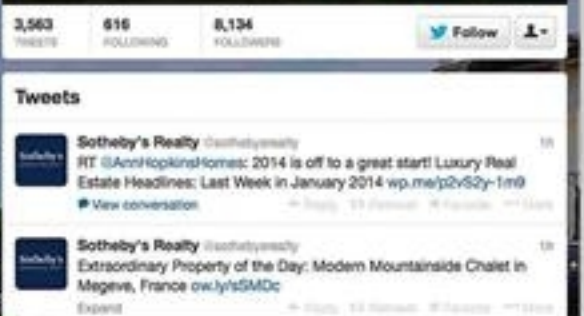 3,563 616 8,134
TWEETS FOLLOWING FOLLOWERS
Follow
Tweets
Sotheby's Realty @sothebysrealty 1h
RT @AnnHopkinsHomes: 2014 is off to a great start! Luxury Real
Estate Headlines: Last Week in January 2014 wp.me/p2vS2y-1m9
View conversation Reply Retweet Favorite More
Sotheby's Realty @sothebysrealty 1h
Extraordinary Property of the Day: Modern Mountainside Chalet in
Megeve, France ow.ly/sSMDc
Expand Reply Retweet Favorite More